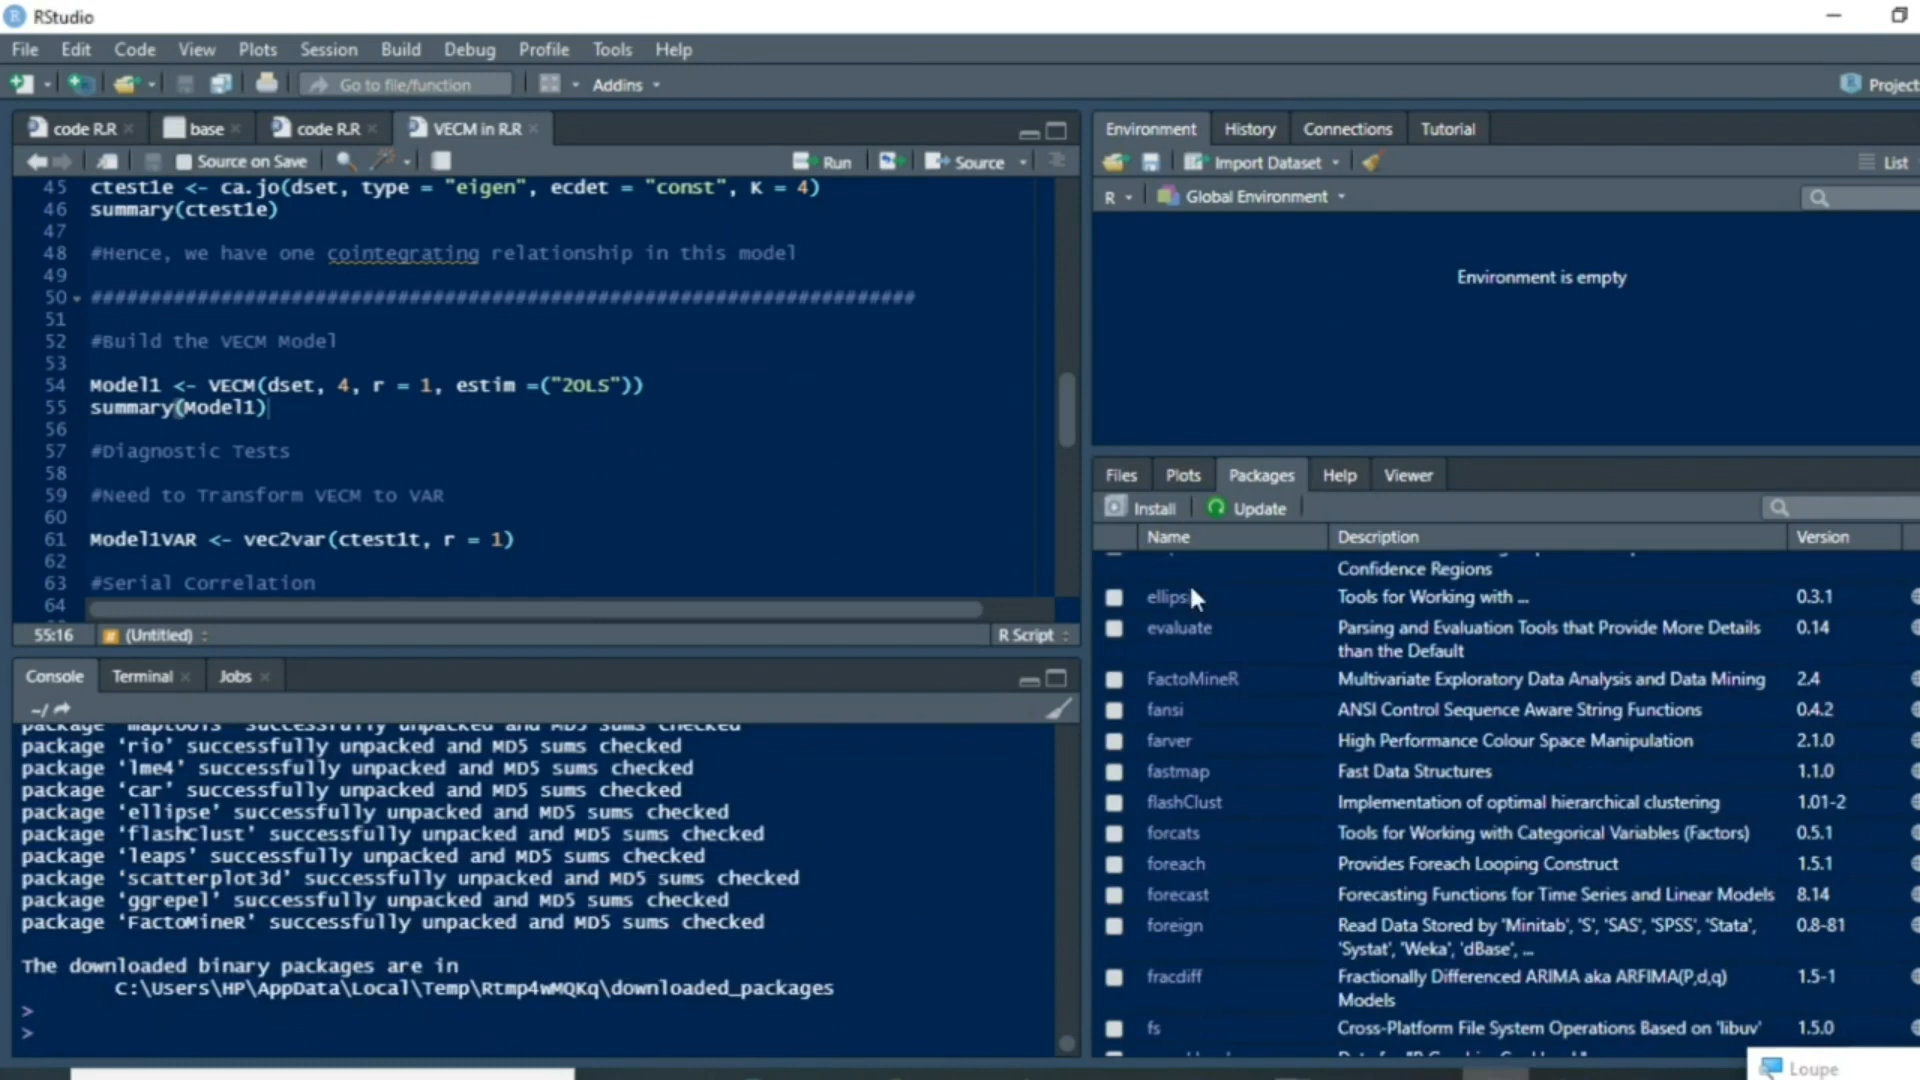 RStudio
File Edit Code View Plots Session Build Debug Profile Tools Help
Go to file/function Addins Project
code R.R base code R.R VECM in R.R
Source on Save Run Source
45 ctest1e <- ca.jo(dset, type = "eigen", ecdet = "const", K = 4)
46 summary(ctest1e)
47
48 #Hence, we have one cointegrating relationship in this model
49
50 ######################################################################
51
52 #Build the VECM Model
53
54 Model1 <- VECM(dset, 4, r = 1, estim =("2OLS"))
55 summary(Model1)
56
57 #Diagnostic Tests
58
59 #Need to Transform VECM to VAR
60
61 Model1VAR <- vec2var(ctest1t, r = 1)
62
63 #Serial Correlation
64
55:16 (Untitled) R Script
Console Terminal Jobs
~/
package 'maptools' successfully unpacked and MD5 sums checked
package 'rio' successfully unpacked and MD5 sums checked
package 'lme4' successfully unpacked and MD5 sums checked
package 'car' successfully unpacked and MD5 sums checked
package 'ellipse' successfully unpacked and MD5 sums checked
package 'flashClust' successfully unpacked and MD5 sums checked
package 'leaps' successfully unpacked and MD5 sums checked
package 'scatterplot3d' successfully unpacked and MD5 sums checked
package 'ggrepel' successfully unpacked and MD5 sums checked
package 'FactoMineR' successfully unpacked and MD5 sums checked
The downloaded binary packages are in
C:\Users\HP\AppData\Local\Temp\Rtmp4wMQKq\downloaded_packages
>
>
Environment History Connections Tutorial
Import Dataset List
R Global Environment
Environment is empty
Files Plots Packages Help Viewer
Install Update
Name Description Version
Confidence Regions
ellipsi Tools for Working with ... 0.3.1
evaluate Parsing and Evaluation Tools that Provide More Details 0.14
than the Default
FactoMineR Multivariate Exploratory Data Analysis and Data Mining 2.4
fansi ANSI Control Sequence Aware String Functions 0.4.2
farver High Performance Colour Space Manipulation 2.1.0
fastmap Fast Data Structures 1.1.0
flashClust Implementation of optimal hierarchical clustering 1.01-2
forcats Tools for Working with Categorical Variables (Factors) 0.5.1
foreach Provides Foreach Looping Construct 1.5.1
forecast Forecasting Functions for Time Series and Linear Models 8.14
foreign Read Data Stored by 'Minitab', 'S', 'SAS', 'SPSS', 'Stata', 0.8-81
'Systat', 'Weka', 'dBase', ...
fracdiff Fractionally Differenced ARIMA aka ARFIMA(P,d,q) 1.5-1
Models
fs Cross-Platform File System Operations Based on 'libuv' 1.5.0
Loupe